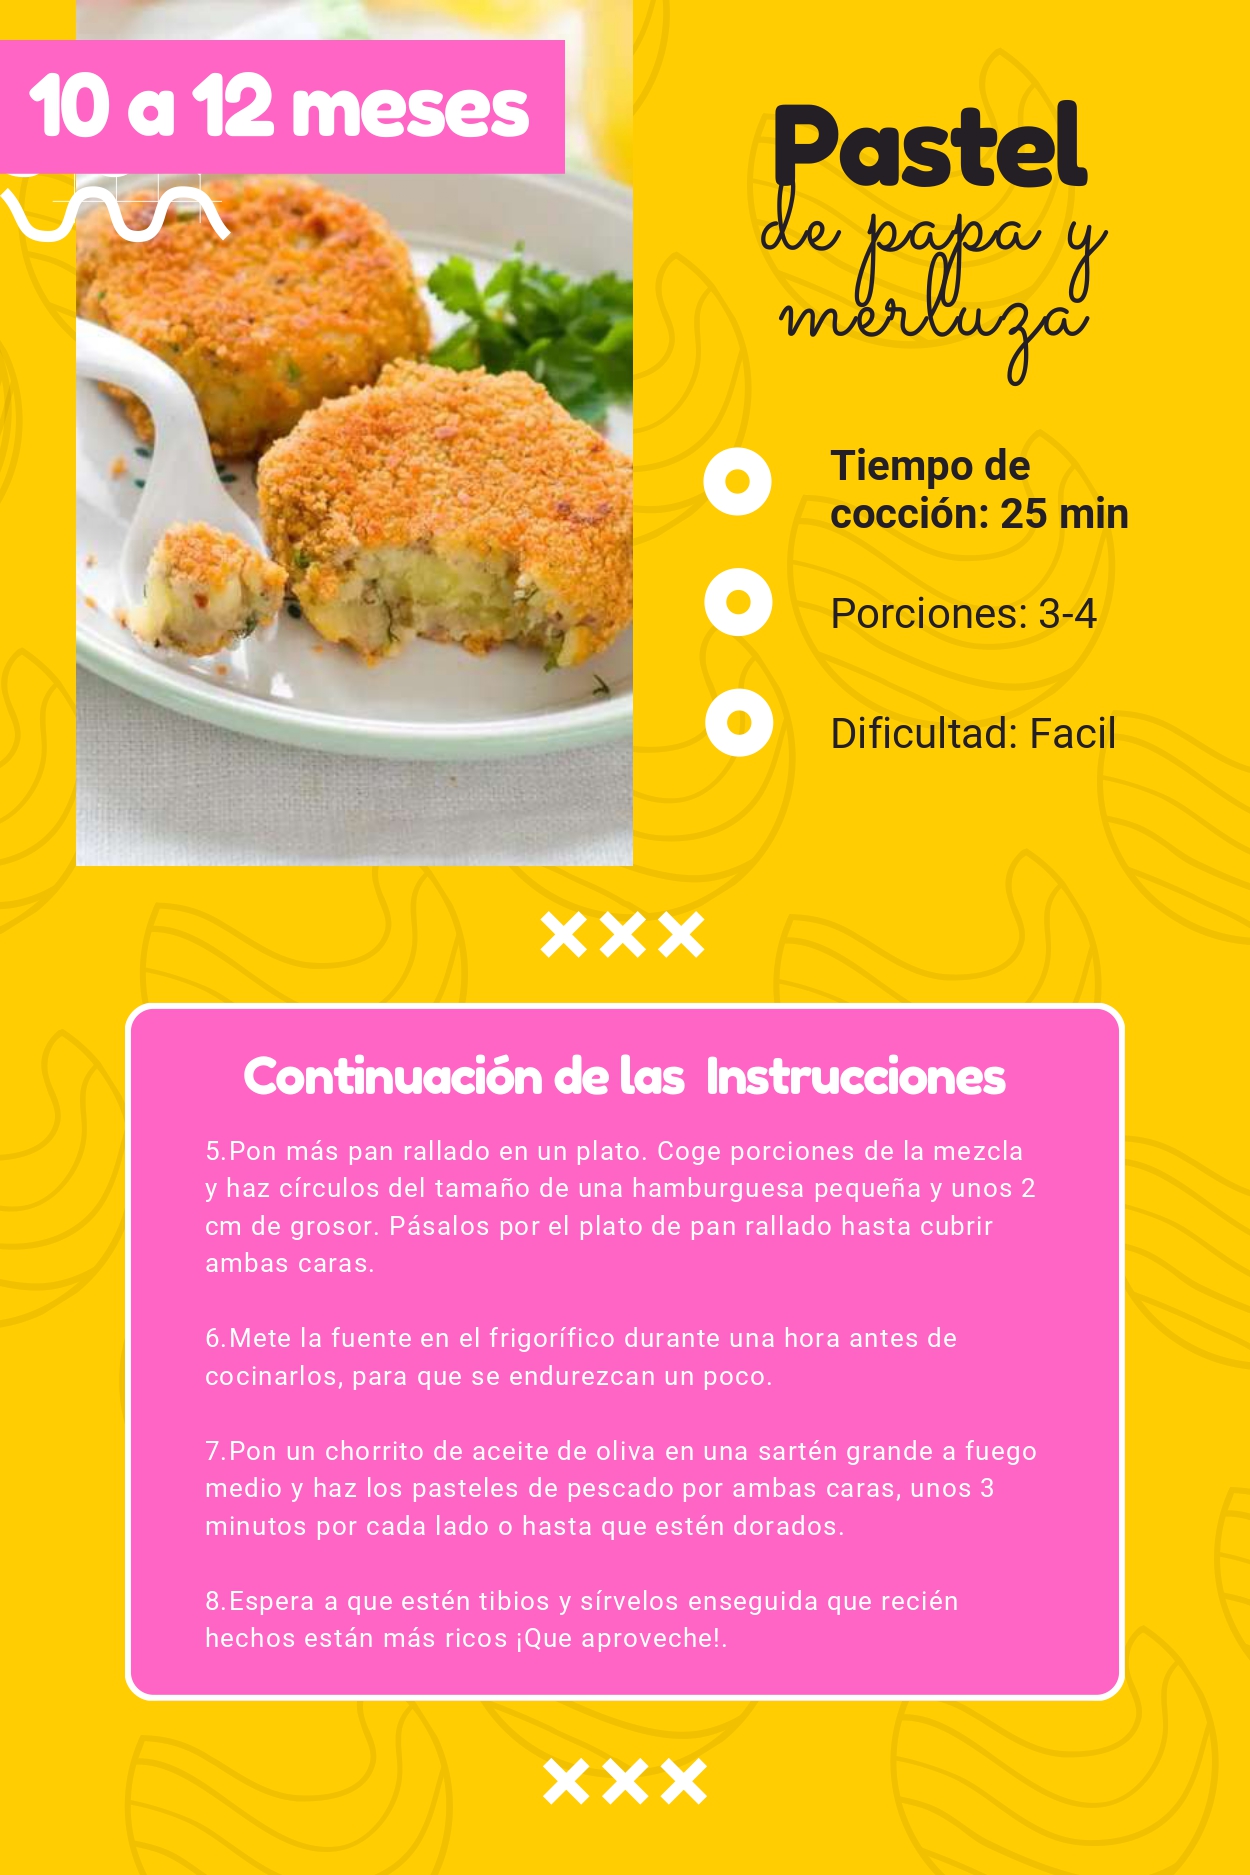 10 a 12 meses
Pastel
de papa y
merluza
Tiempo de
cocción: 25 min
Porciones: 3-4
Dificultad: Facil
Continuación de las  Instrucciones
5.Pon más pan rallado en un plato. Coge porciones de la mezcla
y haz círculos del tamaño de una hamburguesa pequeña y unos 2
cm de grosor. Pásalos por el plato de pan rallado hasta cubrir
ambas caras.
6.Mete la fuente en el frigorífico durante una hora antes de
cocinarlos, para que se endurezcan un poco.
7.Pon un chorrito de aceite de oliva en una sartén grande a fuego
medio y haz los pasteles de pescado por ambas caras, unos 3
minutos por cada lado o hasta que estén dorados.
8.Espera a que estén tibios y sírvelos enseguida que recién
hechos están más ricos ¡Que aproveche!.